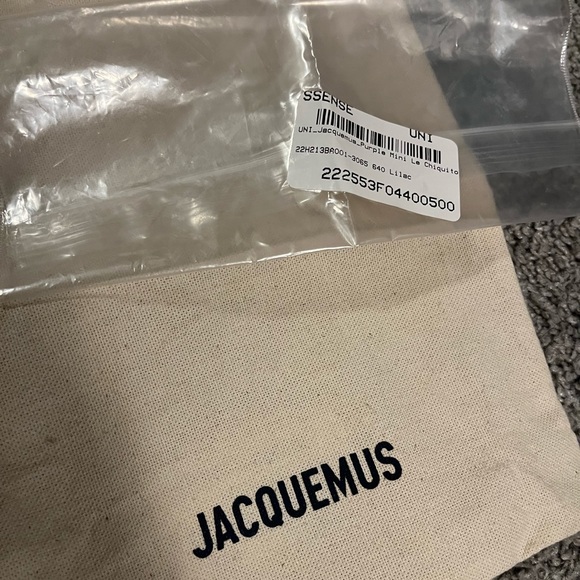 SSENSE
UNI
UNI_Jacquemus_Purple Mini Le Chiquito
22H213BA001-3065 640 Lilac
222553F04400500
JACQUEMUS